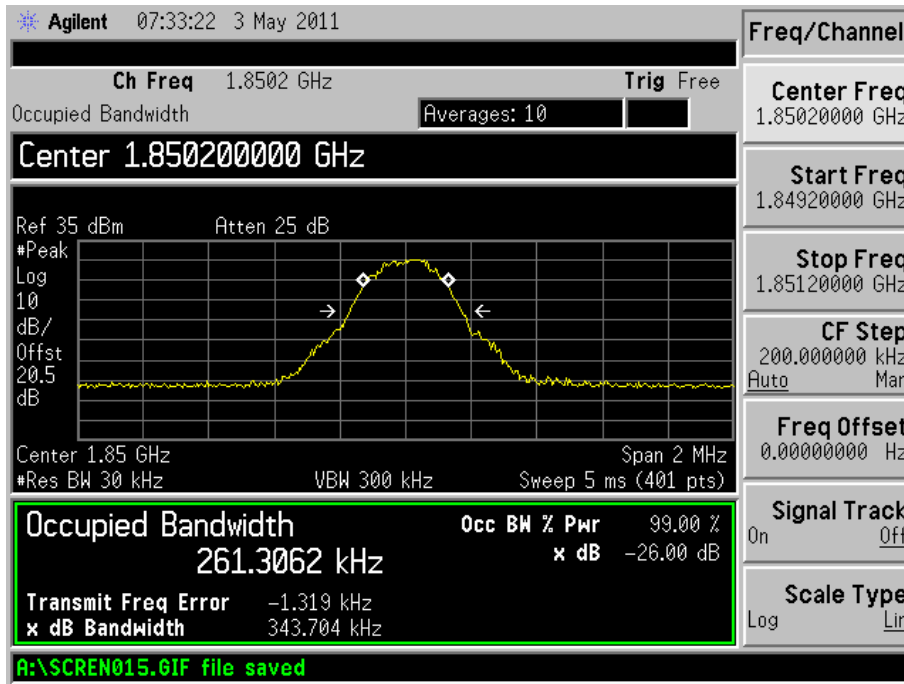 Agilent 07:33:22 3 May 2011
Ch Freq 1.8502 GHz Trig Free
Occupied Bandwidth Averages: 10
Center 1.850200000 GHz
Ref 35 dBm Atten 25 dB
#Peak
Log
10
dB/
Offst
20.5
dB
Center 1.85 GHz Span 2 MHz
#Res BW 30 kHz VBW 300 kHz Sweep 5 ms (401 pts)
Occupied Bandwidth Occ BW % Pwr 99.00 %
261.3062 kHz x dB -26.00 dB
Transmit Freq Error -1.319 kHz
x dB Bandwidth 343.704 kHz
A:\SCREN015.GIF file saved
Freq/Channel
Center Freq
1.85020000 GHz
Start Freq
1.84920000 GHz
Stop Freq
1.85120000 GHz
CF Step
200.000000 kHz
Auto Man
Freq Offset
0.00000000 Hz
Signal Track
On Off
Scale Type
Log Lin